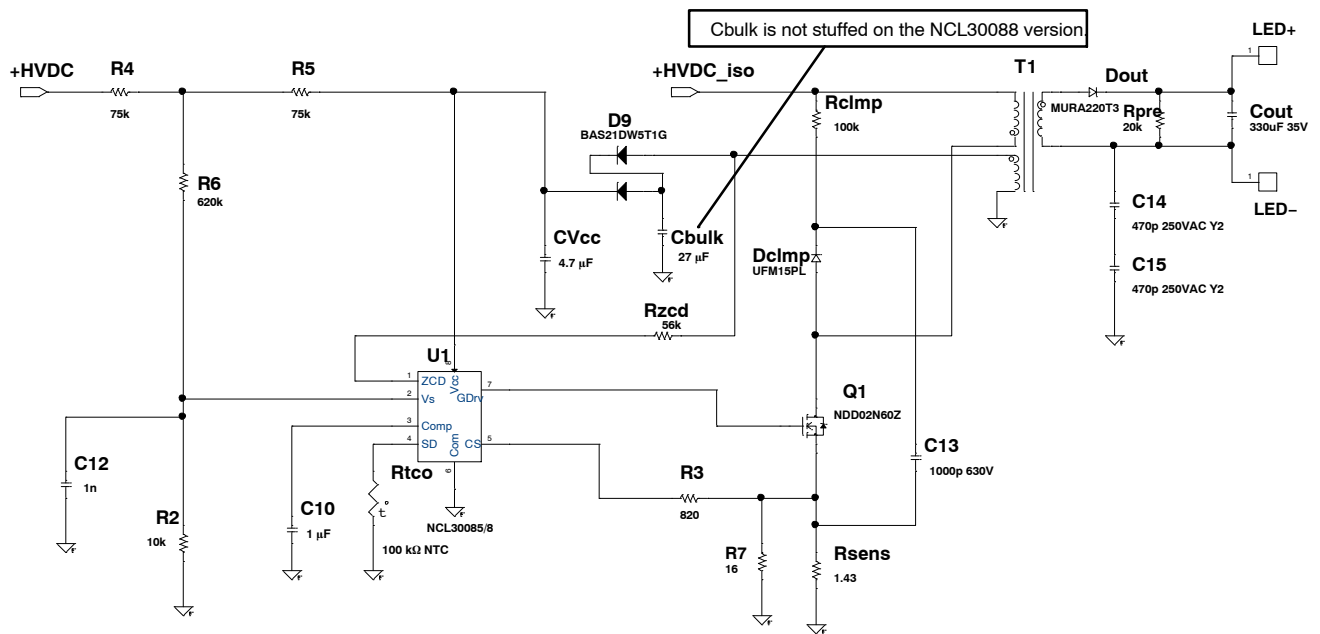 Cbulk is not stuffed on the NCL30088 version.
LED+
+HVDC
R4
75k
R5
75k
+HVDC_iso
T1
Dout
MURA220T3
Rpre
20k
Cout
330uF 35V
1
Rclmp
100k
D9
BAS21DW5T1G
R6
620k
1
LED−
CVcc
4.7 μF
Cbulk
27 μF
Dclmp
UFM15PL
C14
470p 250VAC Y2
C15
470p 250VAC Y2
Rzcd
56k
U1
8
1 ZCD
Vcc
2 Vs
GDrv 7
3 Comp
4 SD
CS 5
Com
6
NCL30085/8
Q1
NDD02N60Z
C13
1000p 630V
C12
1n
R2
10k
C10
1 μF
Rtco
t°
100 kΩ NTC
R3
820
R7
16
Rsens
1.43